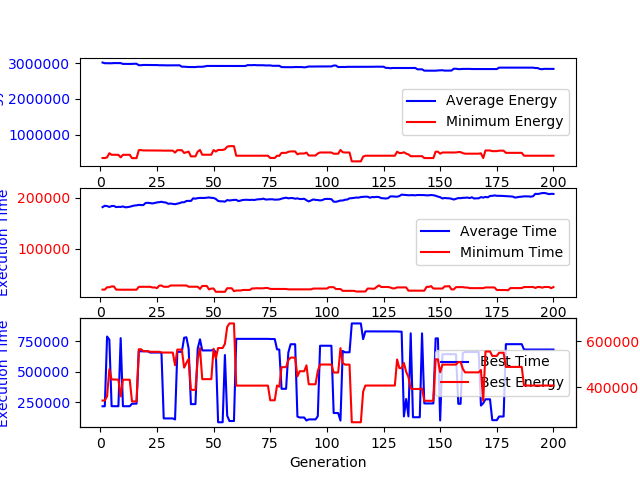 3000000
2000000
1000000
Average Energy
Minimum Energy
0 25 50 75 100 125 150 175 200
200000
100000
Execution Time
Average Time
Minimum Time
0 25 50 75 100 125 150 175 200
750000
500000
250000
Execution Time
Best Time
Best Energy
600000
400000
0 25 50 75 100 125 150 175 200
Generation